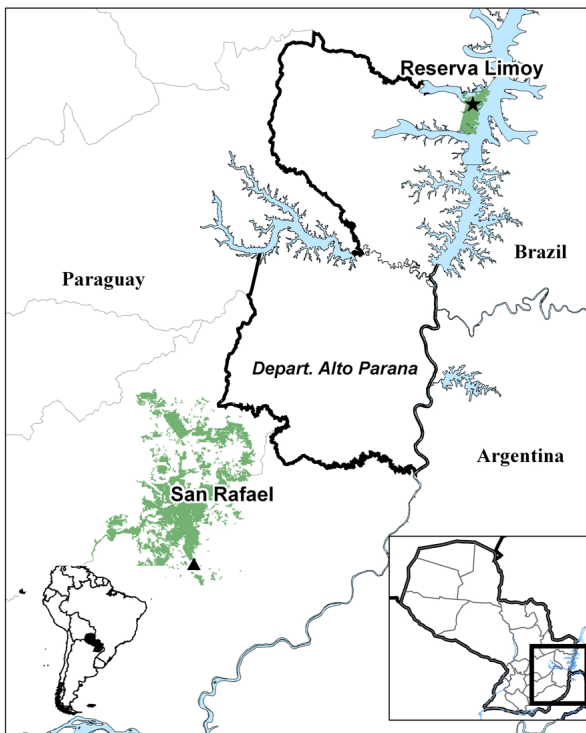 Reserva Limoy
Brazil
Paraguay
Depart. Alto Parana
Argentina
San Rafael